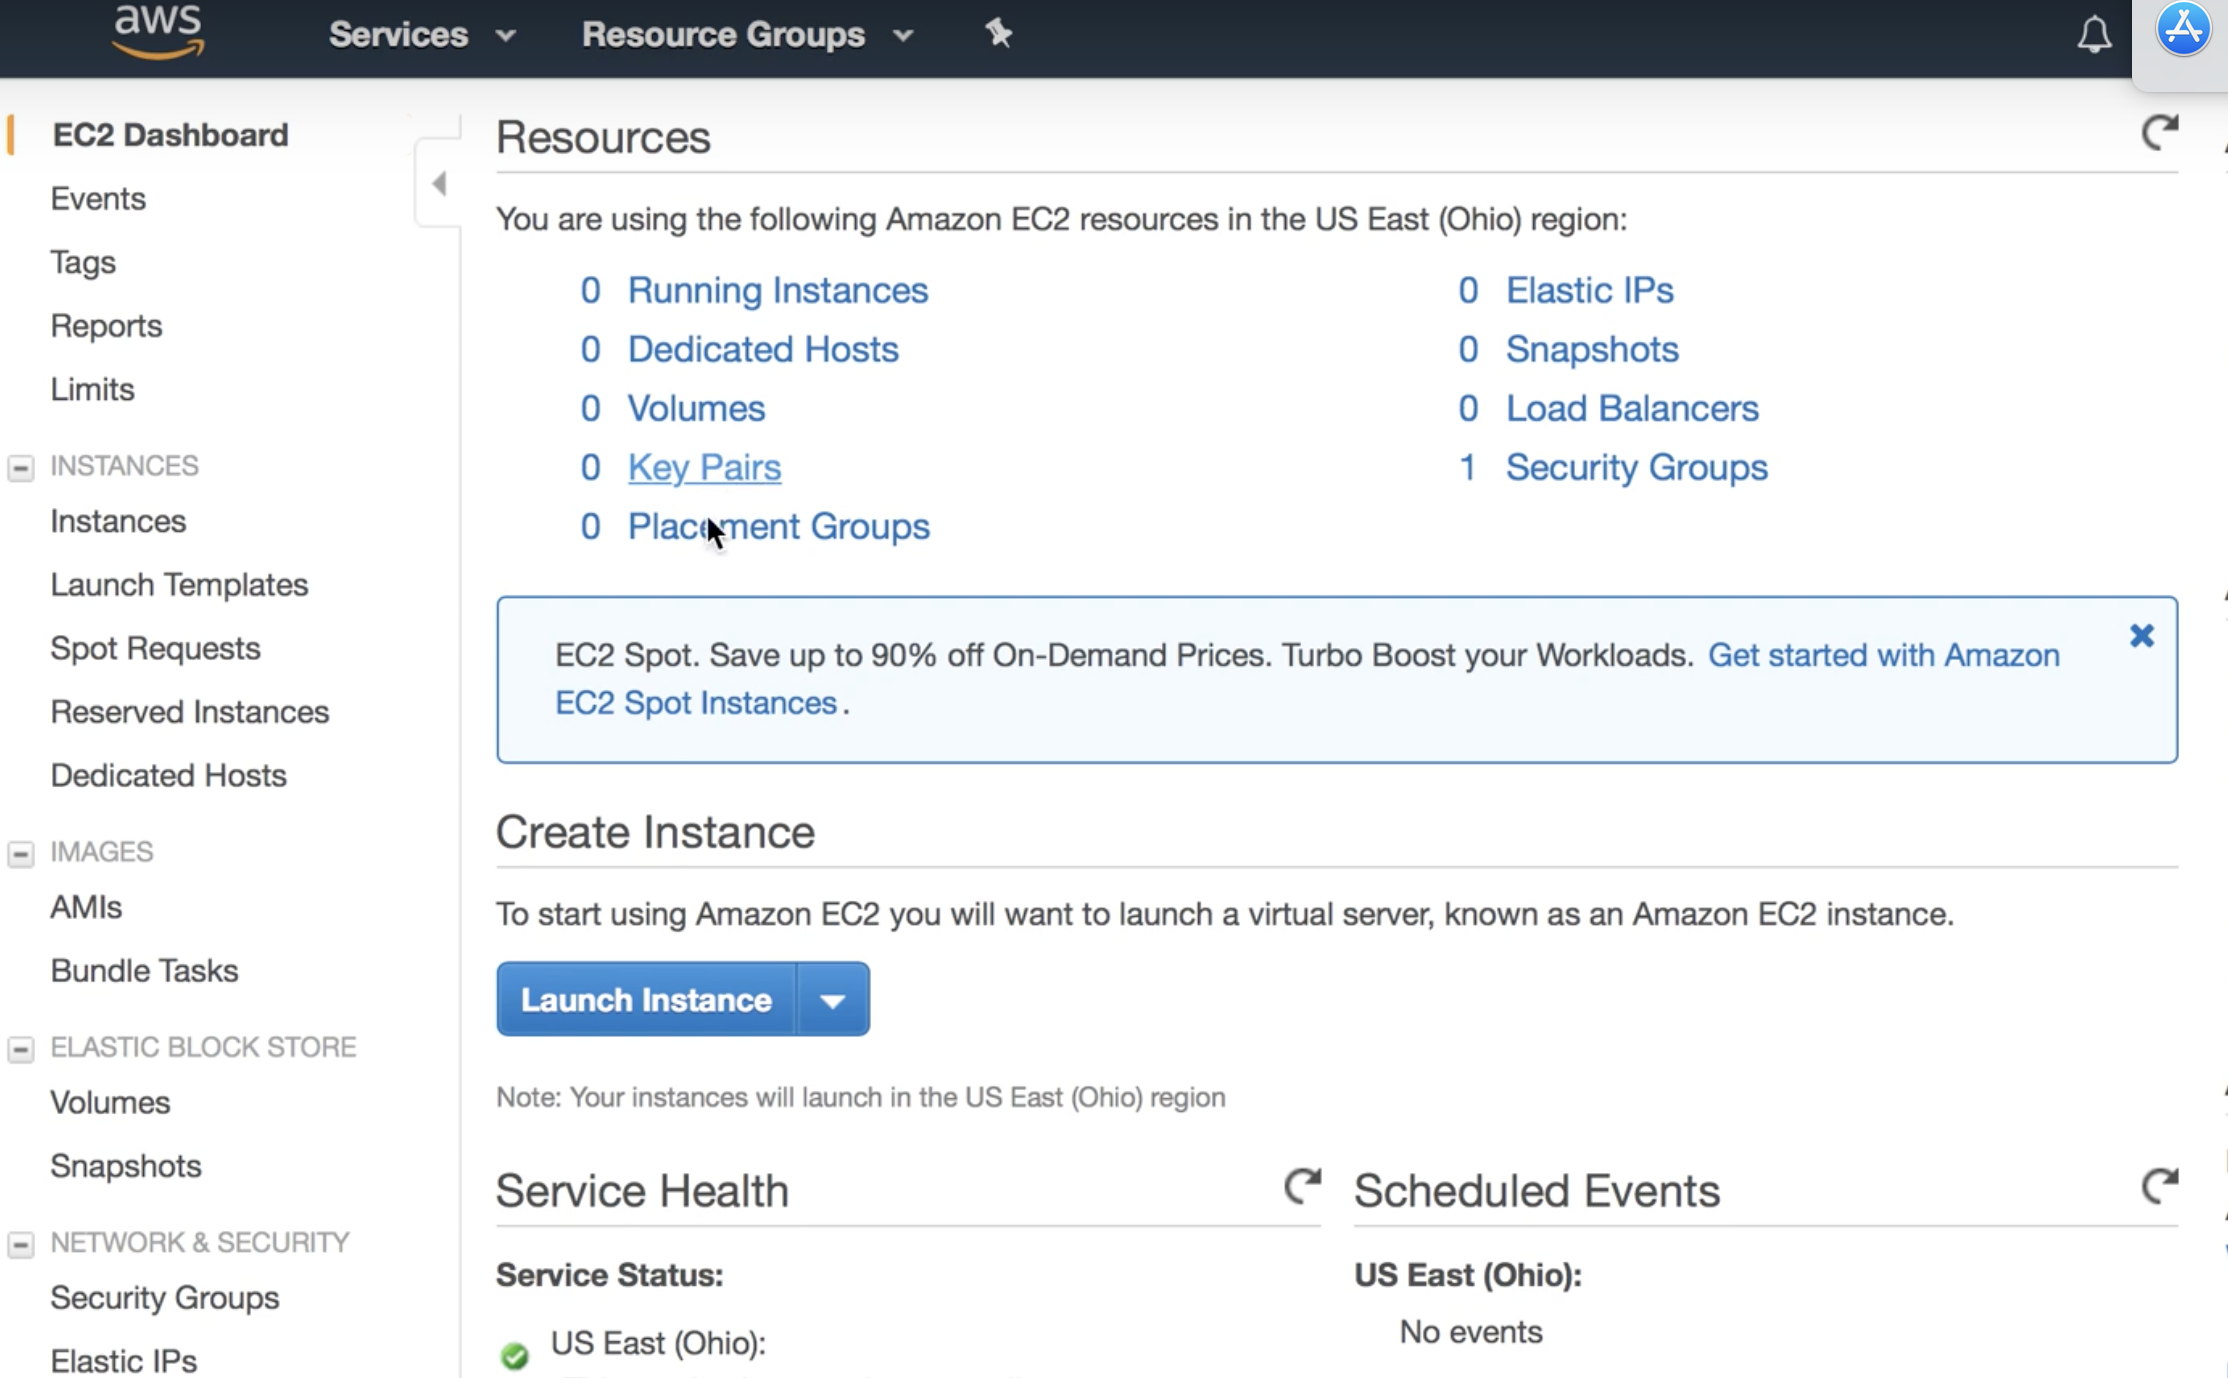 aws
Services
Resource Groups
EC2 Dashboard
Events
Tags
Reports
Limits
INSTANCES
Instances
Launch Templates
Spot Requests
Reserved Instances
Dedicated Hosts
IMAGES
AMIs
Bundle Tasks
ELASTIC BLOCK STORE
Volumes
Snapshots
NETWORK & SECURITY
Security Groups
Elastic IPs
Resources
You are using the following Amazon EC2 resources in the US East (Ohio) region:
0 Running Instances
0 Dedicated Hosts
0 Volumes
0 Key Pairs
0 Placement Groups
0 Elastic IPs
0 Snapshots
0 Load Balancers
1 Security Groups
EC2 Spot. Save up to 90% off On-Demand Prices. Turbo Boost your Workloads. Get started with Amazon
EC2 Spot Instances.
Create Instance
To start using Amazon EC2 you will want to launch a virtual server, known as an Amazon EC2 instance.
Launch Instance
Note: Your instances will launch in the US East (Ohio) region
Service Health
Service Status:
US East (Ohio):
Scheduled Events
US East (Ohio):
No events